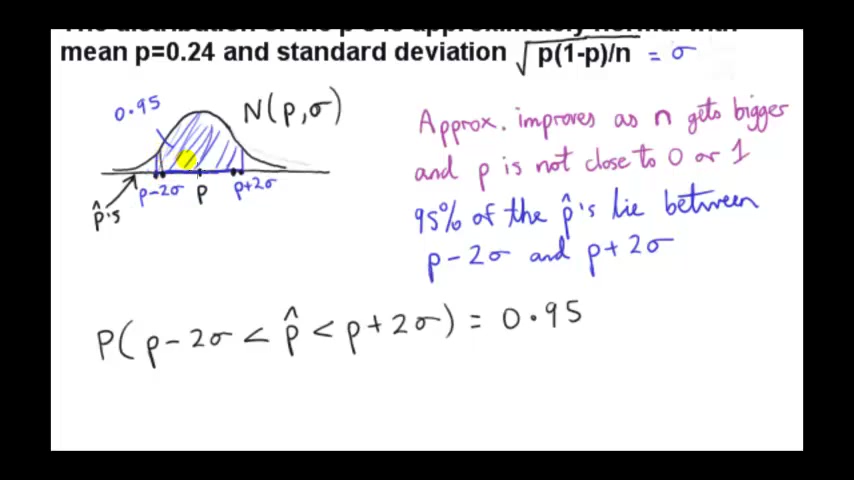 mean p=0.24 and standard deviation √p(1-p)/n = σ
0.95
N(p,σ)
p-2σ p p+2σ
p̂'s
Approx. improves as n gets bigger
and p is not close to 0 or 1
95% of the p̂'s lie between
p-2σ and p+2σ
P(p-2σ < p̂ < p+2σ) = 0.95